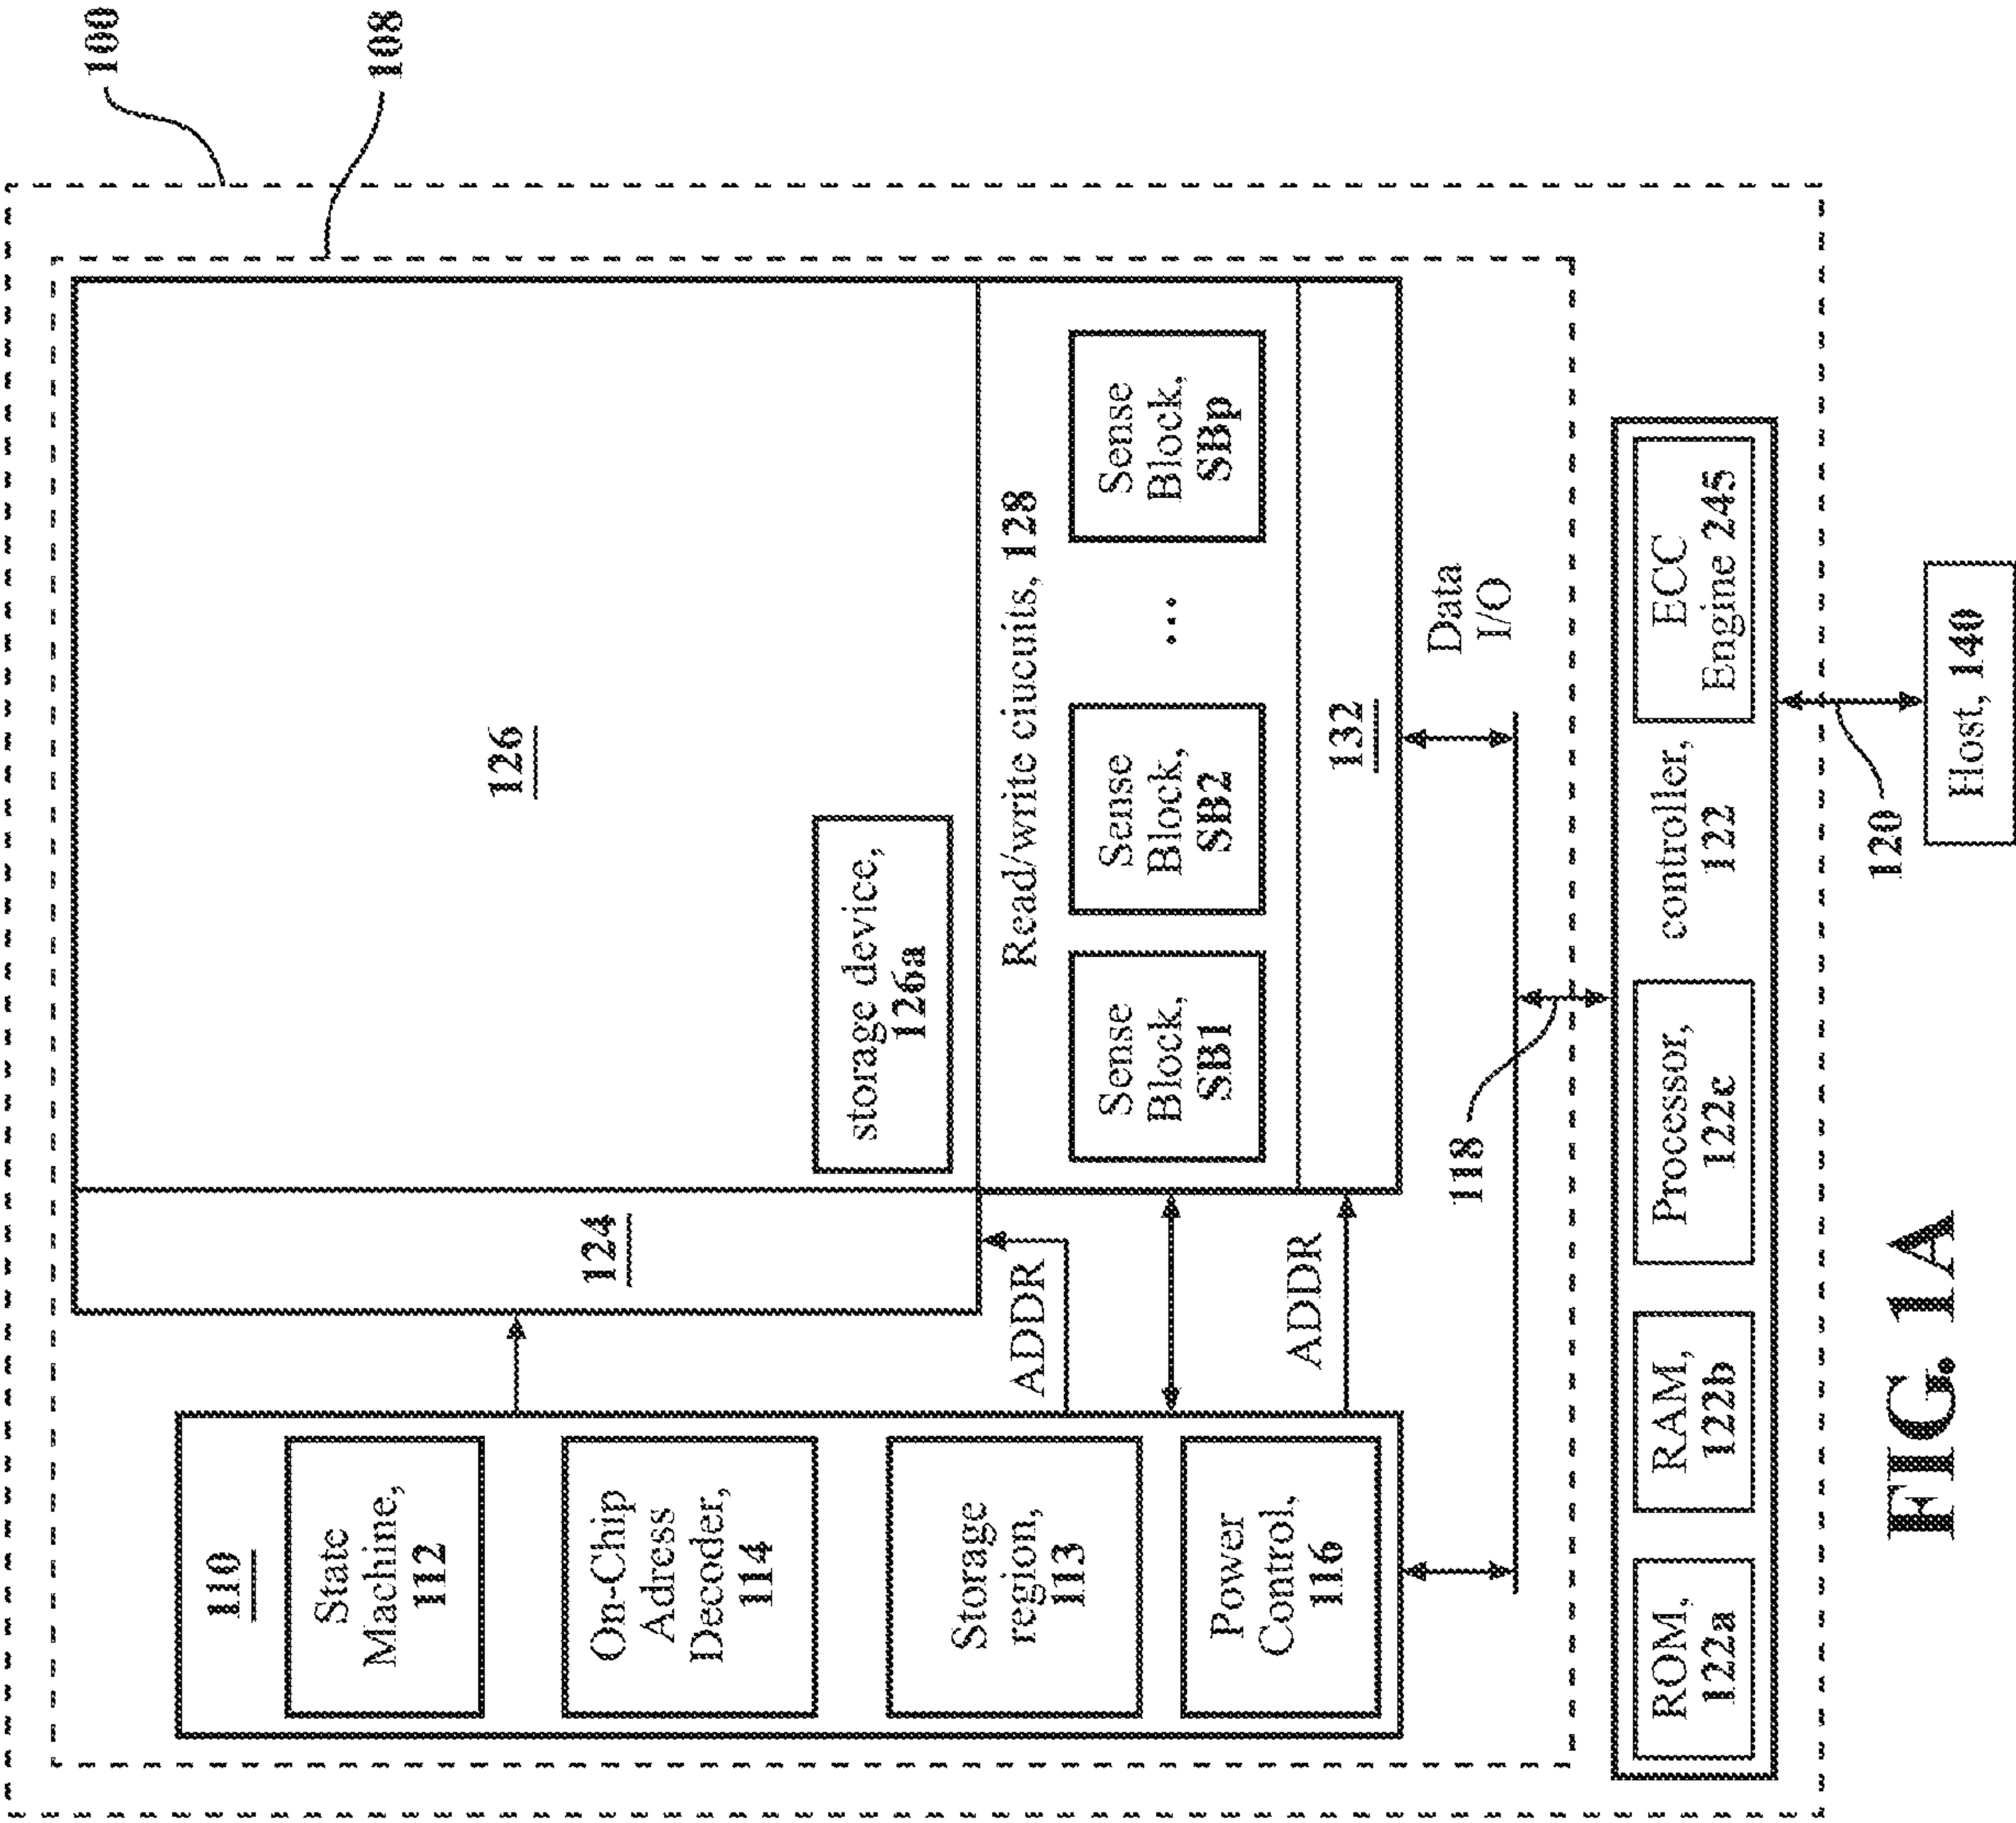 100
108
126
124
storage device,
126a
110
State
Machine,
112
On-Chip
Adress
Decoder,
114
Storage
region,
113
Power
Control,
116
ADDR
ADDR
Read/write ciucuits, 128
Sense
Block,
SB1
Sense
Block,
SB2
...
Sense
Block,
SBp
132
Data
I/O
118
ROM,
122a
RAM,
122b
Processor,
122c
controller,
122
ECC
Engine 245
120
Host, 140
FIG. 1A